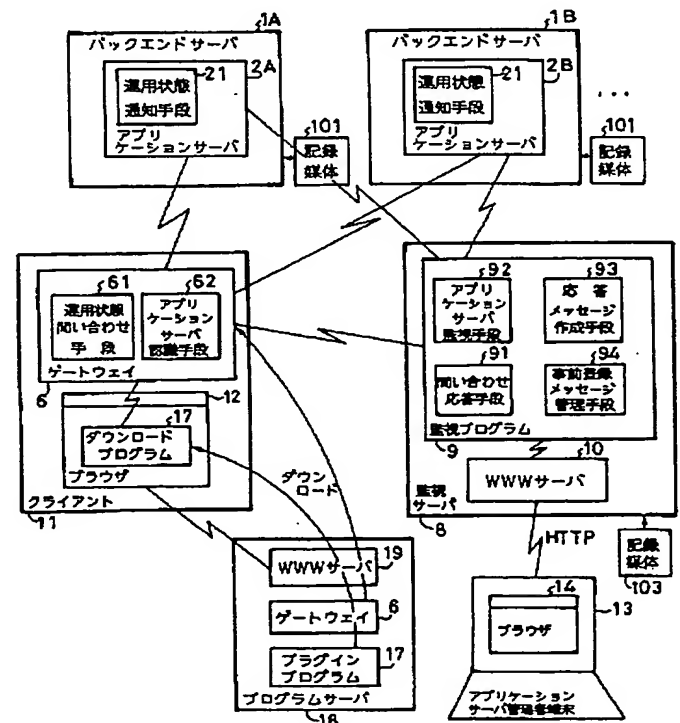 1A
バックエンドサーバ
2A
21
運用状態
通知手段
アプリ
ケーションサーバ
101
記録
媒体
1B
バックエンドサーバ
2B
21
運用状態
通知手段
アプリ
ケーションサーバ
...
101
記録
媒体
61
運用状態
問い合わせ
手段
62
アプリ
ケーション
サーバ
認識手段
ゲートウェイ
6
12
17
ダウンロード
プログラム
ブラウザ
クライアント
11
92
アプリ
ケーション
サーバ
監視手段
93
応答
メッセージ
作成手段
91
問い合わせ
応答手段
94
事前登録
メッセージ
管理手段
監視プログラム
9
10
WWWサーバ
監視
サーバ
8
ダウン
ロード
HTTP
記録
媒体
103
19
WWWサーバ
6
ゲートウェイ
17
プラグイン
プログラム
プログラムサーバ
18
14
ブラウザ
13
アプリケーション
サーバ管理者端末